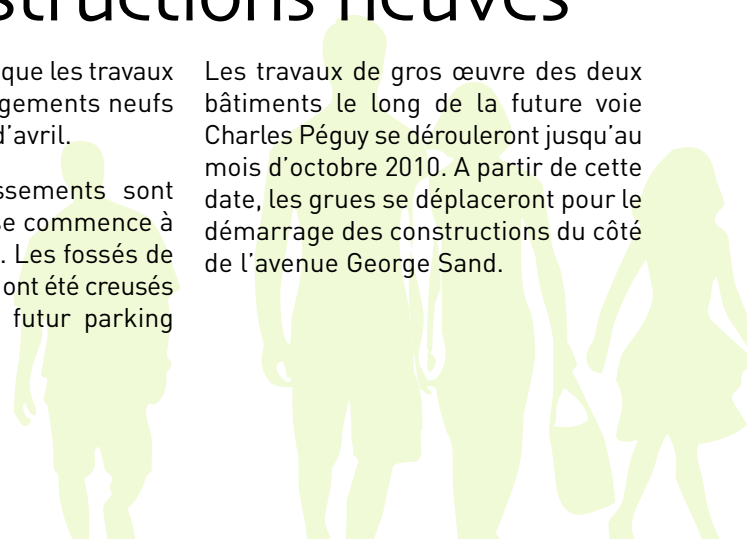 structions neuves
que les travaux
gements neufs
d'avril.
ssements sont
se commence à
. Les fossés de
ont été creusés
futur parking
Les travaux de gros œuvre des deux
bâtiments le long de la future voie
Charles Péguy se dérouleront jusqu'au
mois d'octobre 2010. A partir de cette
date, les grues se déplaceront pour le
démarrage des constructions du côté
de l'avenue George Sand.